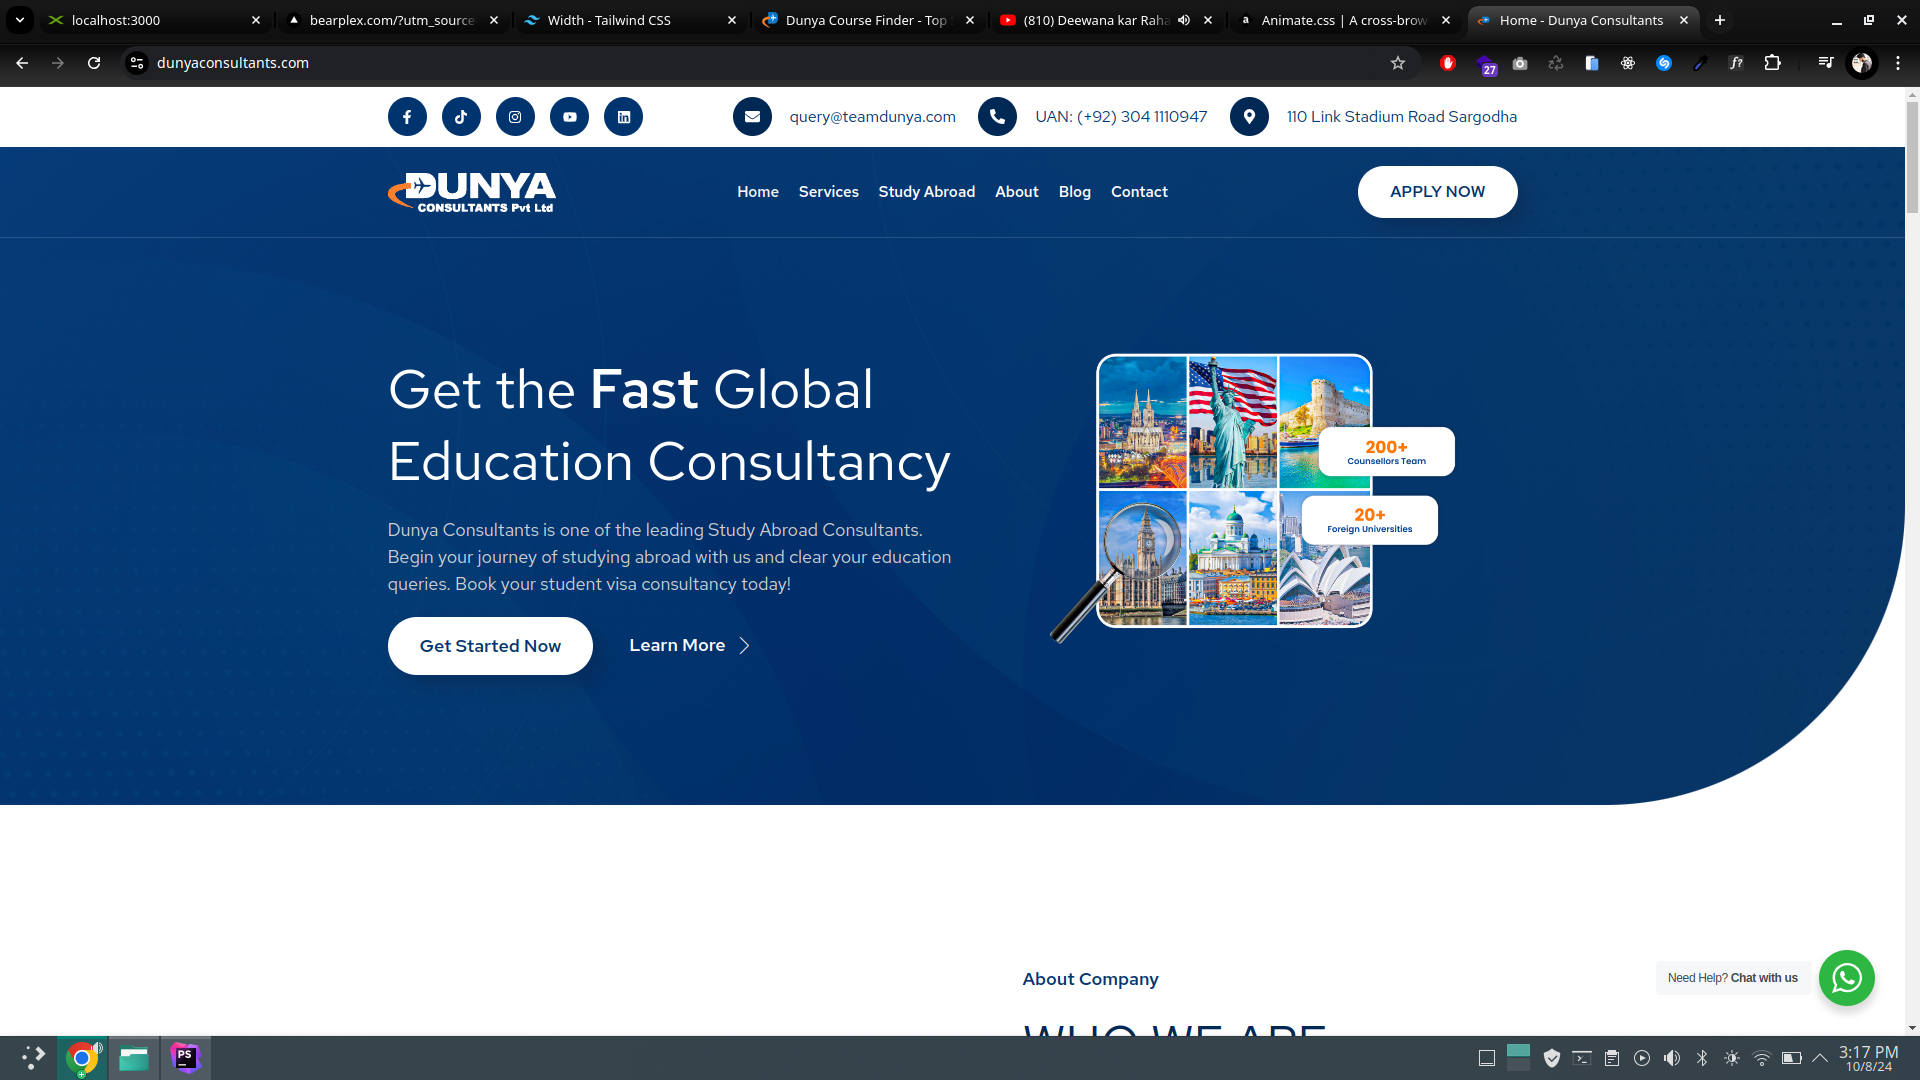 localhost:3000
bearplex.com/?utm_source
Width - Tailwind CSS
Dunya Course Finder - Top
(810) Deewana kar Raha
Animate.css | A cross-brow
Home - Dunya Consultants
dunyaconsultants.com
27
f?
query@teamdunya.com
UAN: (+92) 304 1110947
110 Link Stadium Road Sargodha
DUNYA
CONSULTANTS Pvt Ltd
Home Services Study Abroad About Blog Contact
APPLY NOW
Get the Fast Global
Education Consultancy
Dunya Consultants is one of the leading Study Abroad Consultants.
Begin your journey of studying abroad with us and clear your education
queries. Book your student visa consultancy today!
Get Started Now
Learn More
200+
Counsellors Team
20+
Foreign Universities
About Company
WHO WE ARE
Need Help? Chat with us
PS
3:17 PM
10/8/24